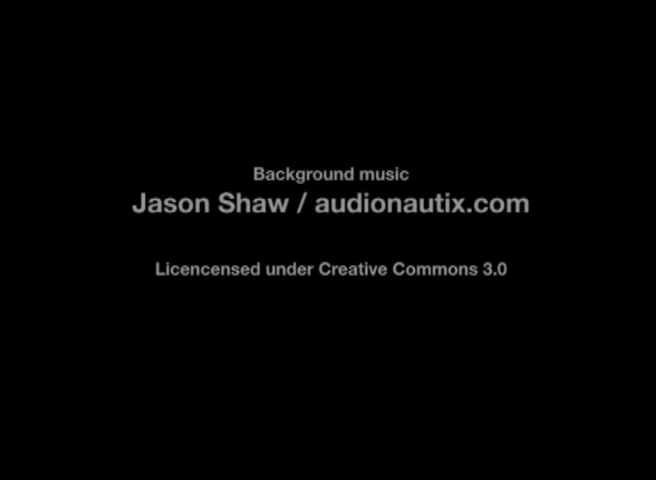 Background music
Jason Shaw / audionautix.com
Licencensed under Creative Commons 3.0